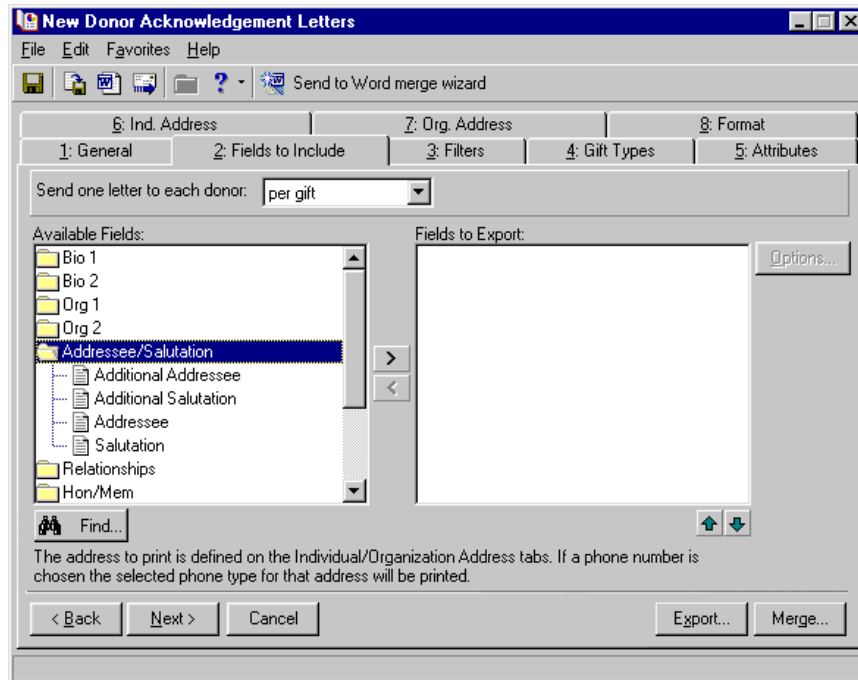 New Donor Acknowledgement Letters
File Edit Favorites Help
? Send to Word merge wizard
6: Ind. Address 7: Org. Address 8: Format
1: General 2: Fields to Include 3: Filters 4: Gift Types 5: Attributes
Send one letter to each donor: per gift
Available Fields: Fields to Export:
Bio 1 Options...
Bio 2
Org 1
Org 2
Addressee/Salutation >
Additional Addressee <
Additional Salutation
Addressee
Salutation
Relationships
Hon/Mem
Find...
The address to print is defined on the Individual/Organization Address tabs. If a phone number is
chosen the selected phone type for that address will be printed.
< Back Next > Cancel Export... Merge...